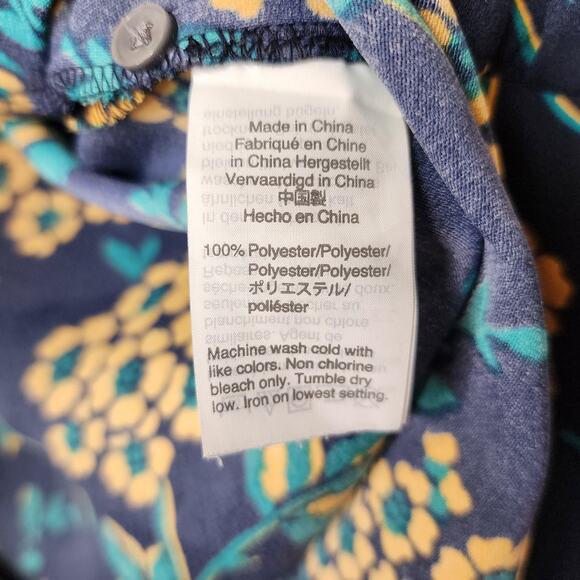 Made in China
Fabriqué en Chine
in China Hergestellt
Vervaardigd in China
中国製
Hecho en China
100% Polyester/Polyester/
Polyester/Polyester/
ポリエステル/
poliéster
Machine wash cold with
like colors. Non chlorine
bleach only. Tumble dry
low. Iron on lowest setting.